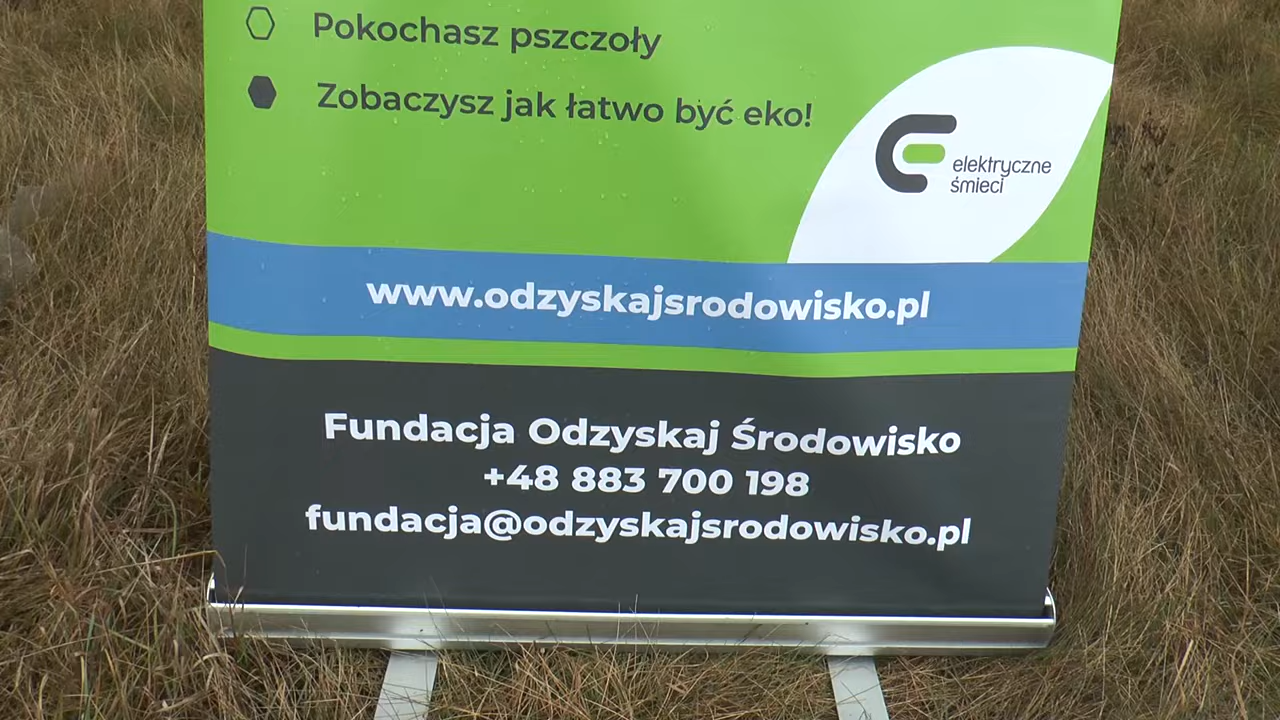 Pokochasz pszczoły
Zobaczysz jak łatwo być eko!
elektryczne
śmieci
www.odzyskajsrodowisko.pl
Fundacja Odzyskaj Środowisko
+48 883 700 198
fundacja@odzyskajsrodowisko.pl